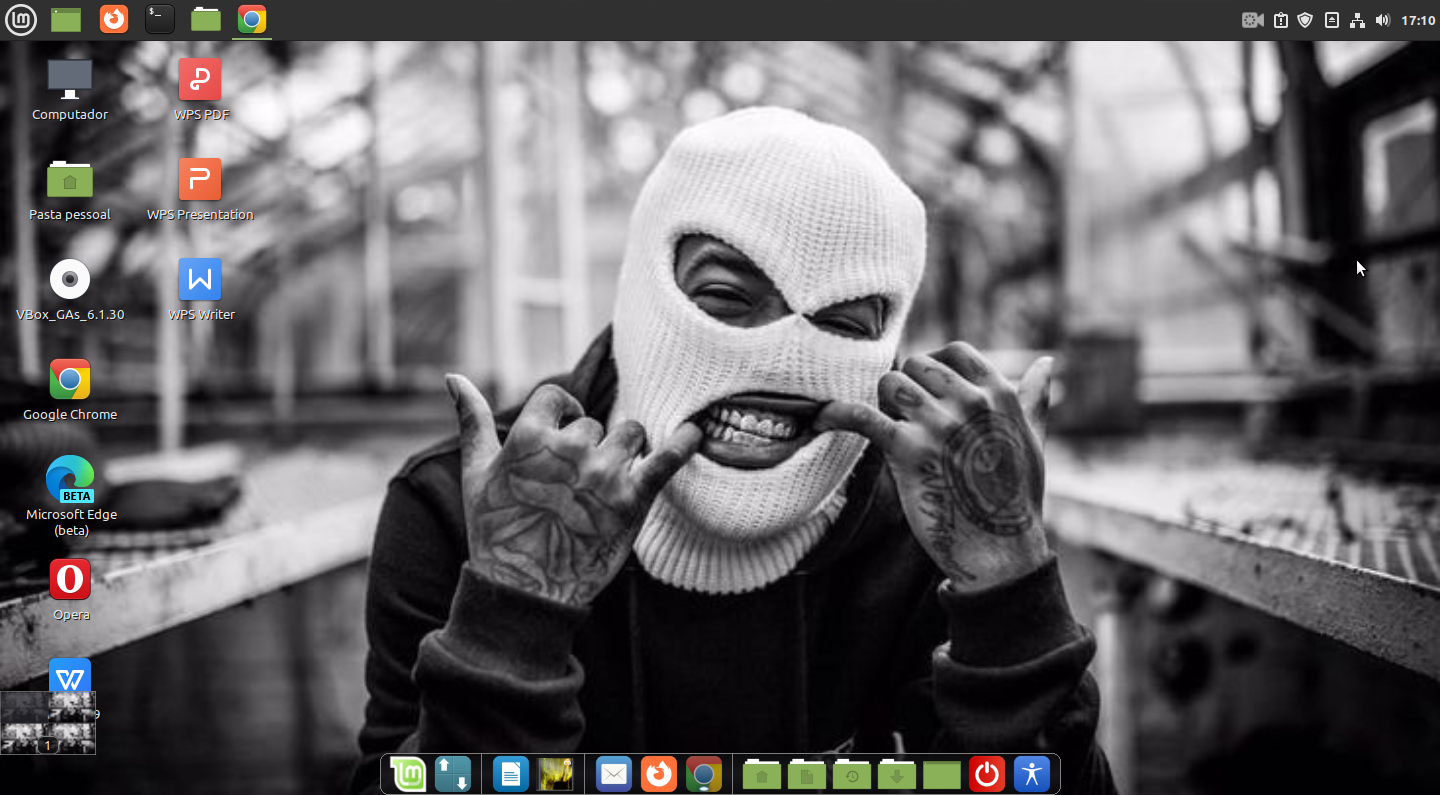 17:10
Computador
WPS PDF
Pasta pessoal
WPS Presentation
VBox_GAs_6.1.30
WPS Writer
Google Chrome
BETA
Microsoft Edge
(beta)
Opera
9
1